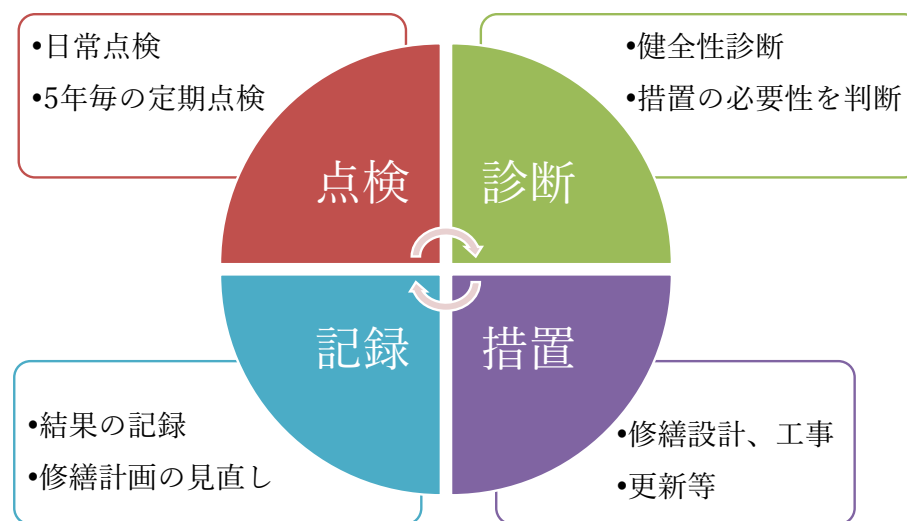 •日常点検
•5年毎の定期点検
点検
•健全性診断
•措置の必要性を判断
診断
措置
•修繕設計、工事
•更新等
記録
•結果の記録
•修繕計画の見直し